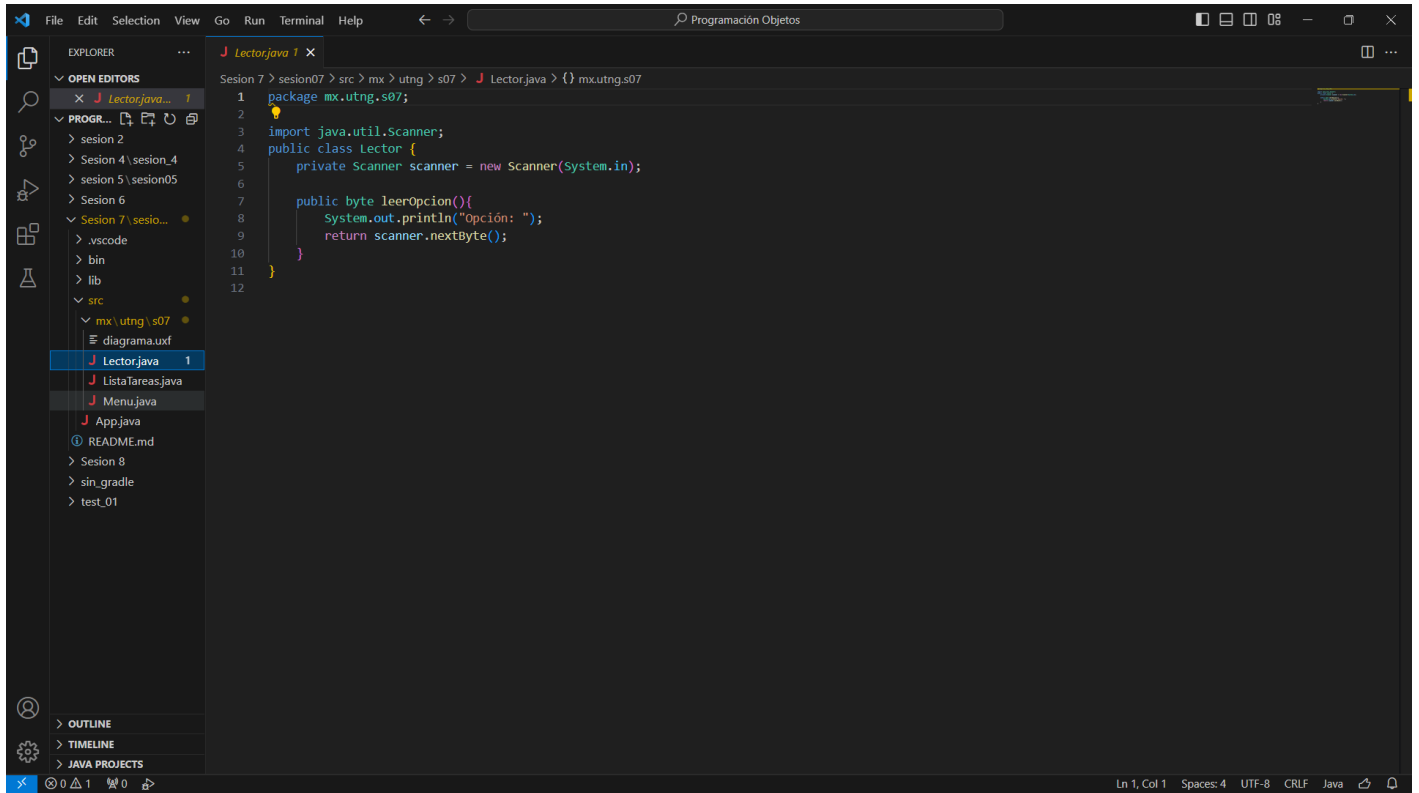 File Edit Selection View Go Run Terminal Help Programación Objetos
EXPLORER
OPEN EDITORS
Lector.java... 1
PROGR...
sesion 2
Sesion 4\sesion_4
sesion 5\sesion05
Sesion 6
Sesion 7\sesio...
.vscode
bin
lib
src
mx\utng\s07
diagrama.uxf
Lector.java 1
ListaTareas.java
Menu.java
App.java
README.md
Sesion 8
sin_gradle
test_01
OUTLINE
TIMELINE
JAVA PROJECTS
Lector.java 1
Sesion 7 > sesion07 > src > mx > utng > s07 > Lector.java > {} mx.utng.s07
1 package mx.utng.s07;
2
3 import java.util.Scanner;
4 public class Lector {
5 private Scanner scanner = new Scanner(System.in);
6
7 public byte leerOpcion(){
8 System.out.println("Opción: ");
9 return scanner.nextByte();
10 }
11 }
12
0 1 0 Ln 1, Col 1 Spaces: 4 UTF-8 CRLF Java